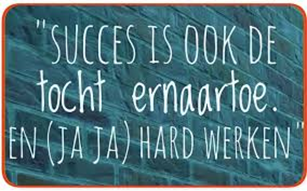 "SUCCES IS OOK DE
tocht ernaartoe.
EN (JA JA) HARD WERKEN"